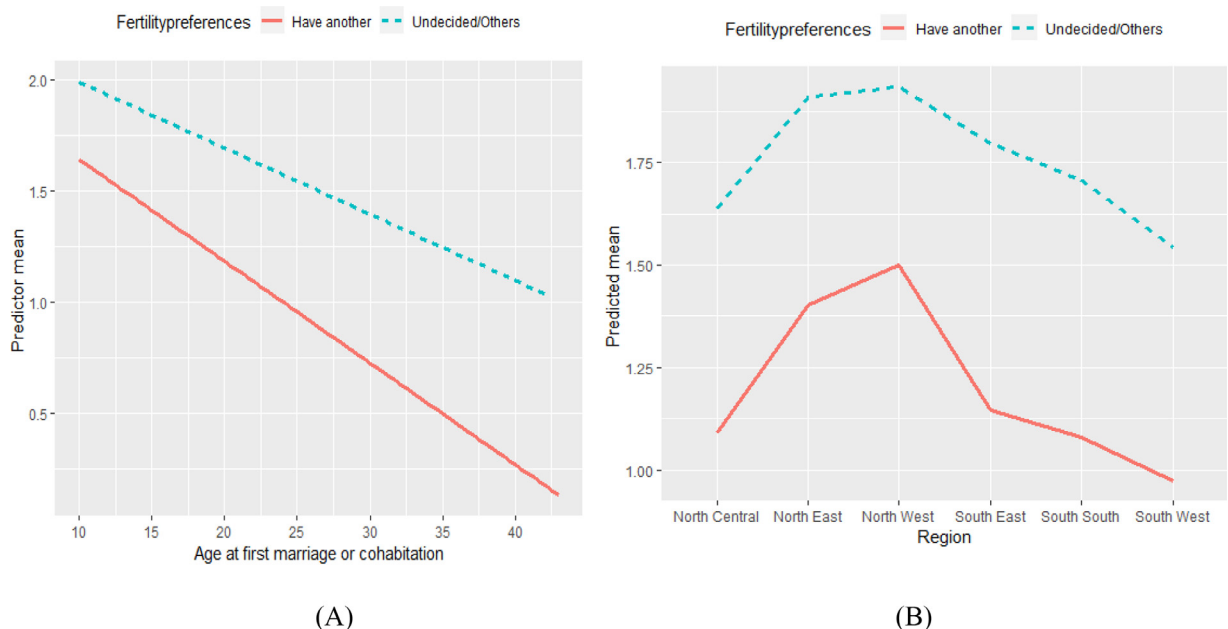 Fertilitypreferences Have another Undecided/Others
Predictor mean
2.0
1.5
1.0
0.5
10 15 20 25 30 35 40
Age at first marriage or cohabitation
(A)
Fertilitypreferences Have another Undecided/Others
Predicted mean
1.75
1.50
1.25
1.00
North Central North East North West South East South South South West
Region
(B)